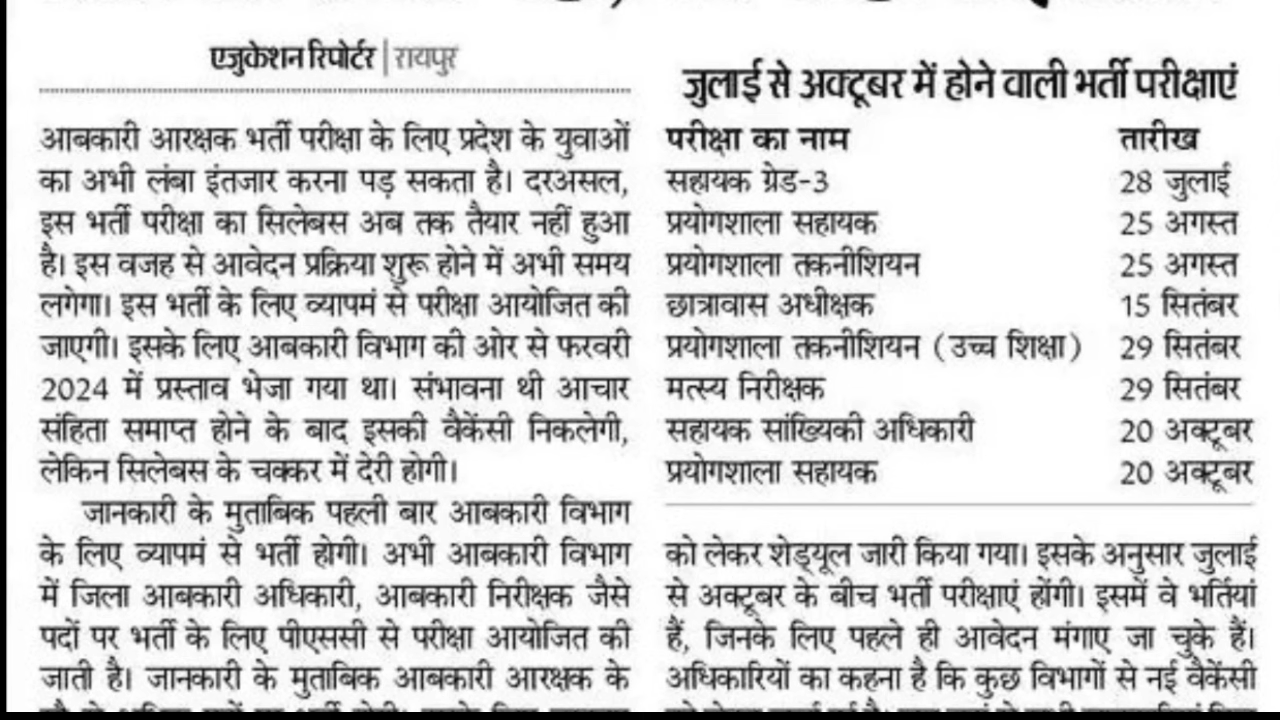 एजुकेशन रिपोर्टर | रायपुर
आबकारी आरक्षक भर्ती परीक्षा के लिए प्रदेश के युवाओं
का अभी लंबा इंतजार करना पड़ सकता है। दरअसल,
इस भर्ती परीक्षा का सिलेबस अब तक तैयार नहीं हुआ
है। इस वजह से आवेदन प्रक्रिया शुरू होने में अभी समय
लगेगा। इस भर्ती के लिए व्यापमं से परीक्षा आयोजित की
जाएगी। इसके लिए आबकारी विभाग की ओर से फरवरी
2024 में प्रस्ताव भेजा गया था। संभावना थी आचार
संहिता समाप्त होने के बाद इसकी वैकेंसी निकलेगी,
लेकिन सिलेबस के चक्कर में देरी होगी।
जानकारी के मुताबिक पहली बार आबकारी विभाग
के लिए व्यापमं से भर्ती होगी। अभी आबकारी विभाग
में जिला आबकारी अधिकारी, आबकारी निरीक्षक जैसे
पदों पर भर्ती के लिए पीएससी से परीक्षा आयोजित की
जाती है। जानकारी के मुताबिक आबकारी आरक्षक के
जुलाई से अक्टूबर में होने वाली भर्ती परीक्षाएं
परीक्षा का नाम तारीख
सहायक ग्रेड-3 28 जुलाई
प्रयोगशाला सहायक 25 अगस्त
प्रयोगशाला तकनीशियन 25 अगस्त
छात्रावास अधीक्षक 15 सितंबर
प्रयोगशाला तकनीशियन (उच्च शिक्षा) 29 सितंबर
मत्स्य निरीक्षक 29 सितंबर
सहायक सांख्यिकी अधिकारी 20 अक्टूबर
प्रयोगशाला सहायक 20 अक्टूबर
को लेकर शेड्यूल जारी किया गया। इसके अनुसार जुलाई
से अक्टूबर के बीच भर्ती परीक्षाएं होंगी। इसमें वे भर्तियां
हैं, जिनके लिए पहले ही आवेदन मंगाए जा चुके हैं।
अधिकारियों का कहना है कि कुछ विभागों से नई वैकेंसी